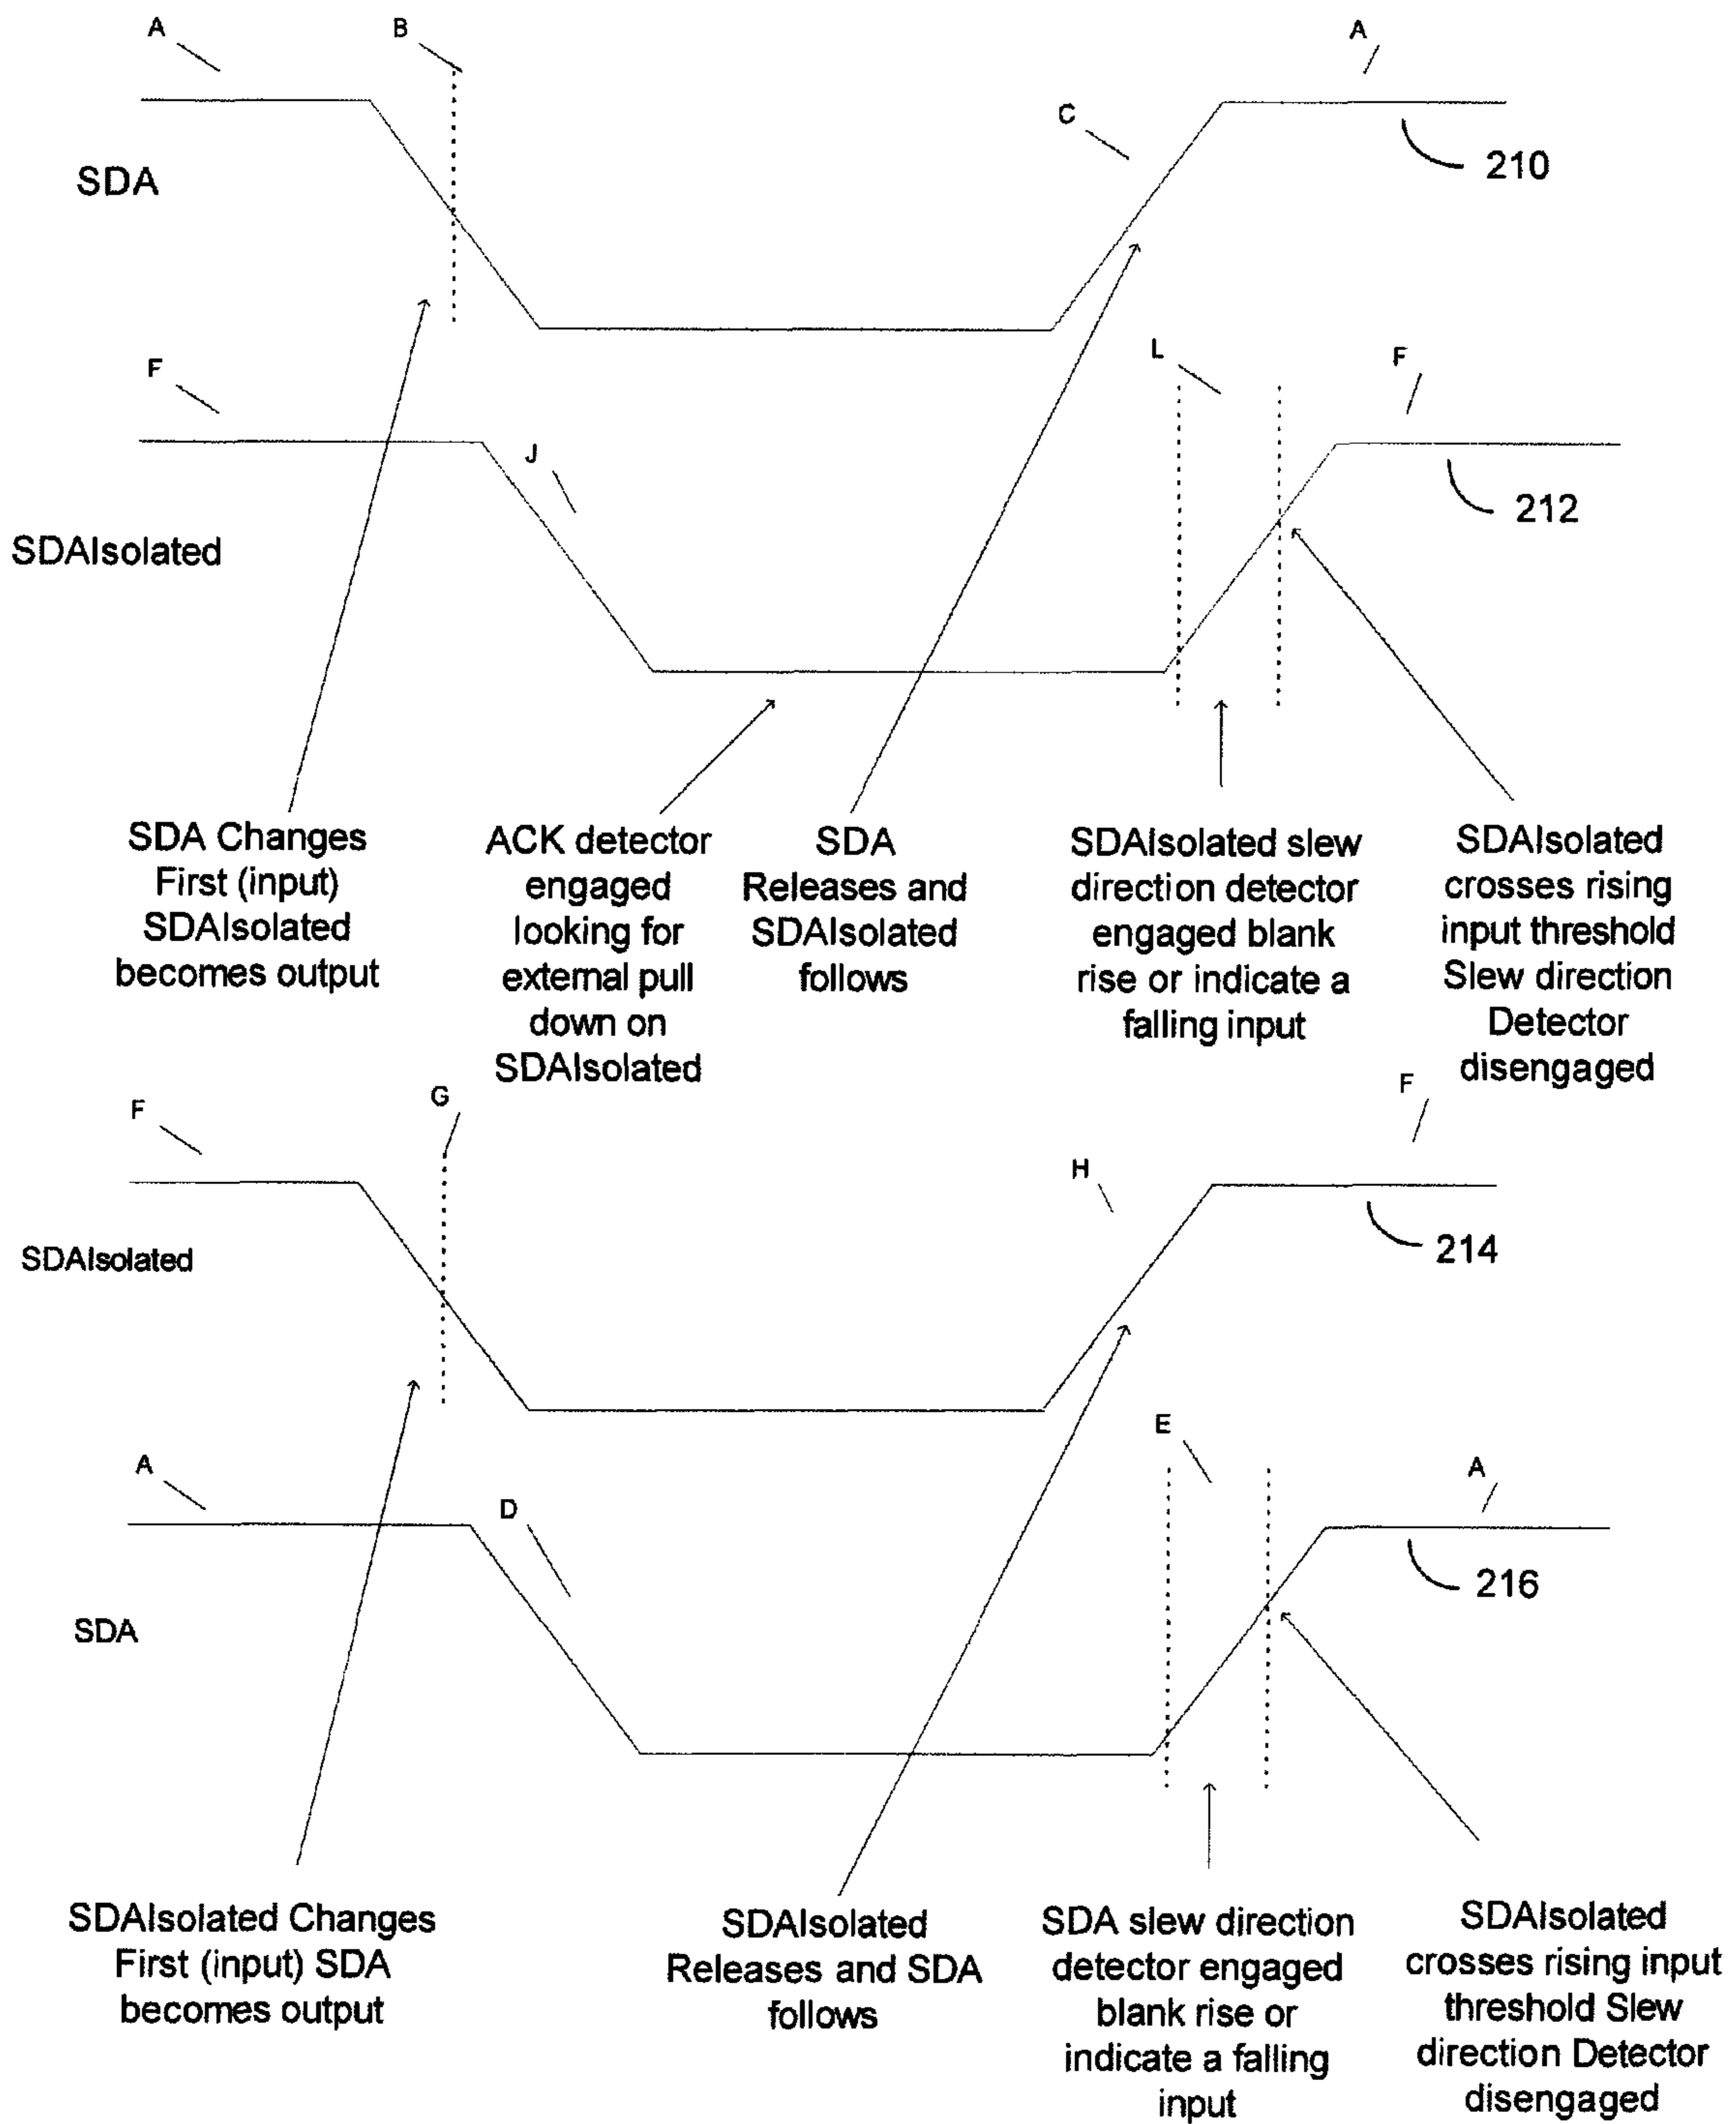 A
B
A
C
SDA
210
F
L
F
J
212
SDAIsolated
SDA Changes
First (input)
SDAIsolated
becomes output
ACK detector
engaged
looking for
external pull
down on
SDAIsolated
SDA
Releases and
SDAIsolated
follows
SDAIsolated slew
direction detector
engaged blank
rise or indicate a
falling input
SDAIsolated
crosses rising
input threshold
Slew direction
Detector
disengaged
F
G
F
H
214
SDAIsolated
E
A
A
D
216
SDA
SDAIsolated Changes
First (input) SDA
becomes output
SDAIsolated
Releases and SDA
follows
SDA slew direction
detector engaged
blank rise or
indicate a falling
input
SDAIsolated
crosses rising input
threshold Slew
direction Detector
disengaged